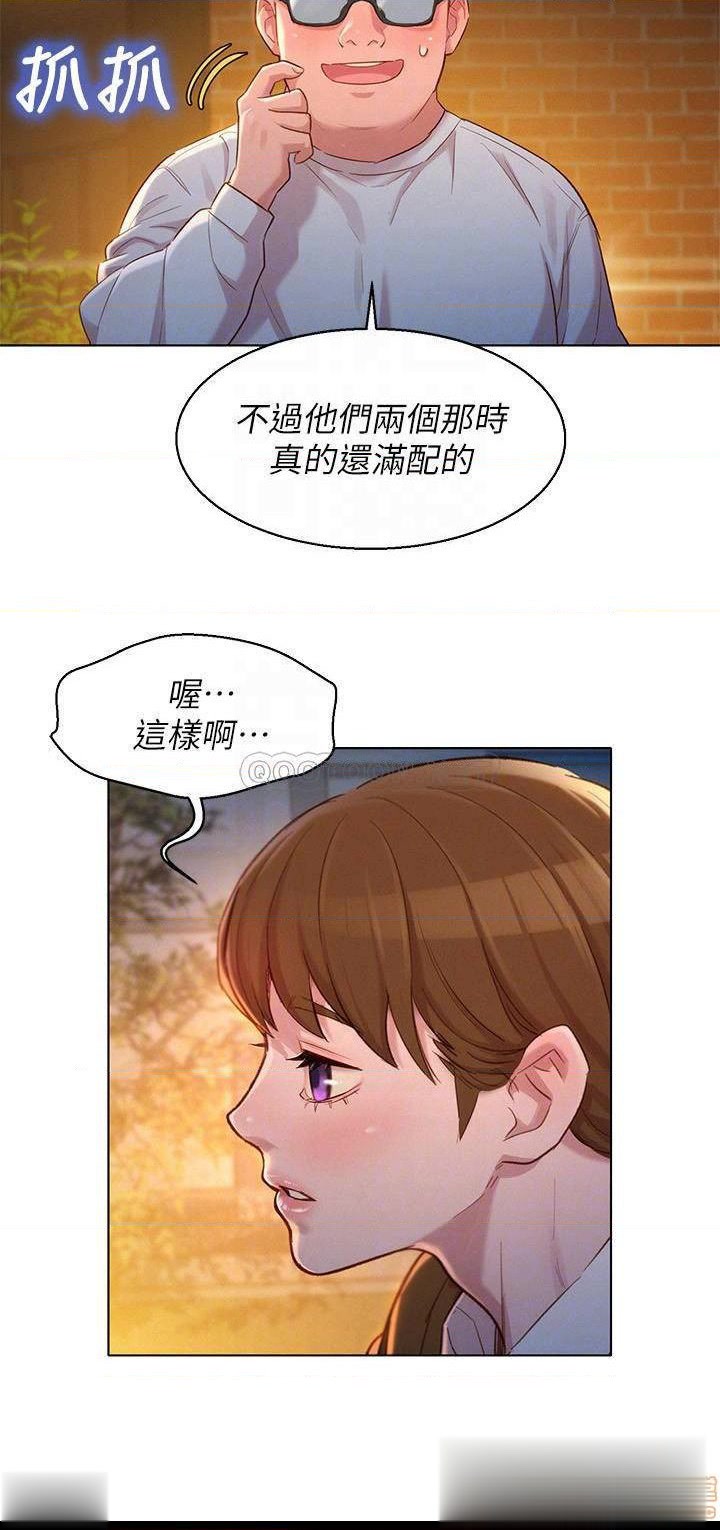 抓抓
不過他們兩個那時
真的還滿配的
喔…
這樣啊…